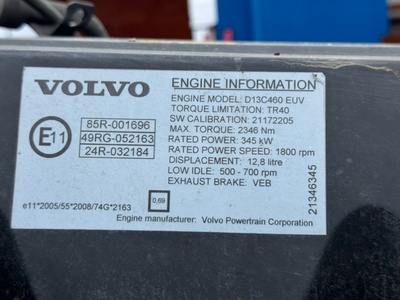 VOLVO
E11
85R-001696
49RG-052163
24R-032184
ENGINE INFORMATION
ENGINE MODEL: D13C460 EUV
TORQUE LIMITATION: TR40
SW CALIBRATION: 21172205
MAX. TORQUE: 2346 Nm
RATED POWER: 345 kW
RATED POWER SPEED: 1800 rpm
DISPLACEMENT: 12,8 litre
LOW IDLE: 500 - 700 rpm
EXHAUST BRAKE: VEB
21346345
0,69
e11*2005/55*2008/74G*2163
Engine manufacturer: Volvo Powertrain Corporation